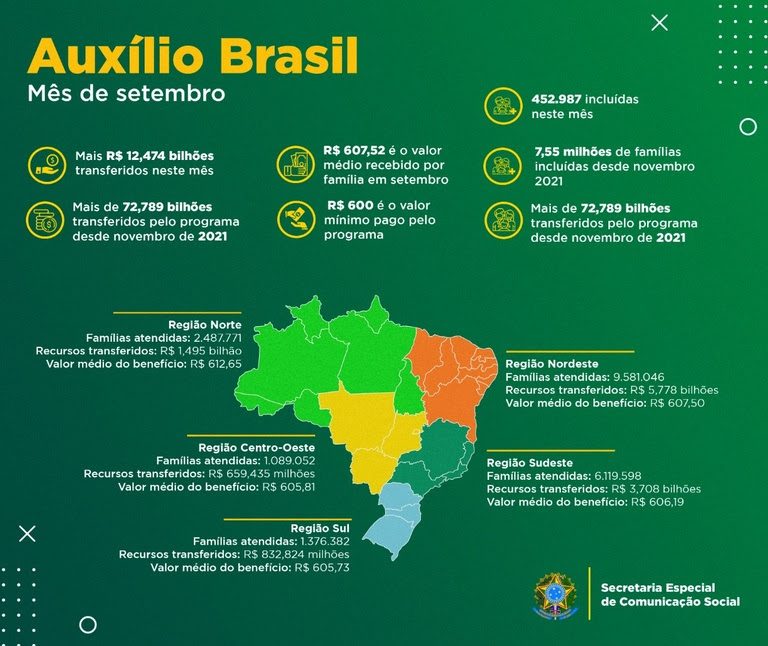 Auxílio Brasil
Mês de setembro
Mais R$ 12,474 bilhões
transferidos neste mês
Mais de 72,789 bilhões
transferidos pelo programa
desde novembro de 2021
R$ 607,52 é o valor
médio recebido por
família em setembro
R$ 600 é o valor
mínimo pago pelo
programa
452.987 incluídas
neste mês
7,55 milhões de famílias
incluídas desde novembro
2021
Mais de 72,789 bilhões
transferidos pelo programa
desde novembro de 2021
Região Norte
Famílias atendidas: 2.487.771
Recursos transferidos: R$ 1,495 bilhão
Valor médio do benefício: R$ 612,65
Região Nordeste
Famílias atendidas: 9.581.046
Recursos transferidos: R$ 5,778 bilhões
Valor médio do benefício: R$ 607,50
Região Centro-Oeste
Famílias atendidas: 1.089.052
Recursos transferidos: R$ 659,435 milhões
Valor médio do benefício: R$ 605,81
Região Sudeste
Famílias atendidas: 6.119.598
Recursos transferidos: R$ 3,708 bilhões
Valor médio do benefício: R$ 606,19
Região Sul
Famílias atendidas: 1.376.382
Recursos transferidos: R$ 832,824 milhões
Valor médio do benefício: R$ 605,73
Secretaria Especial
de Comunicação Social